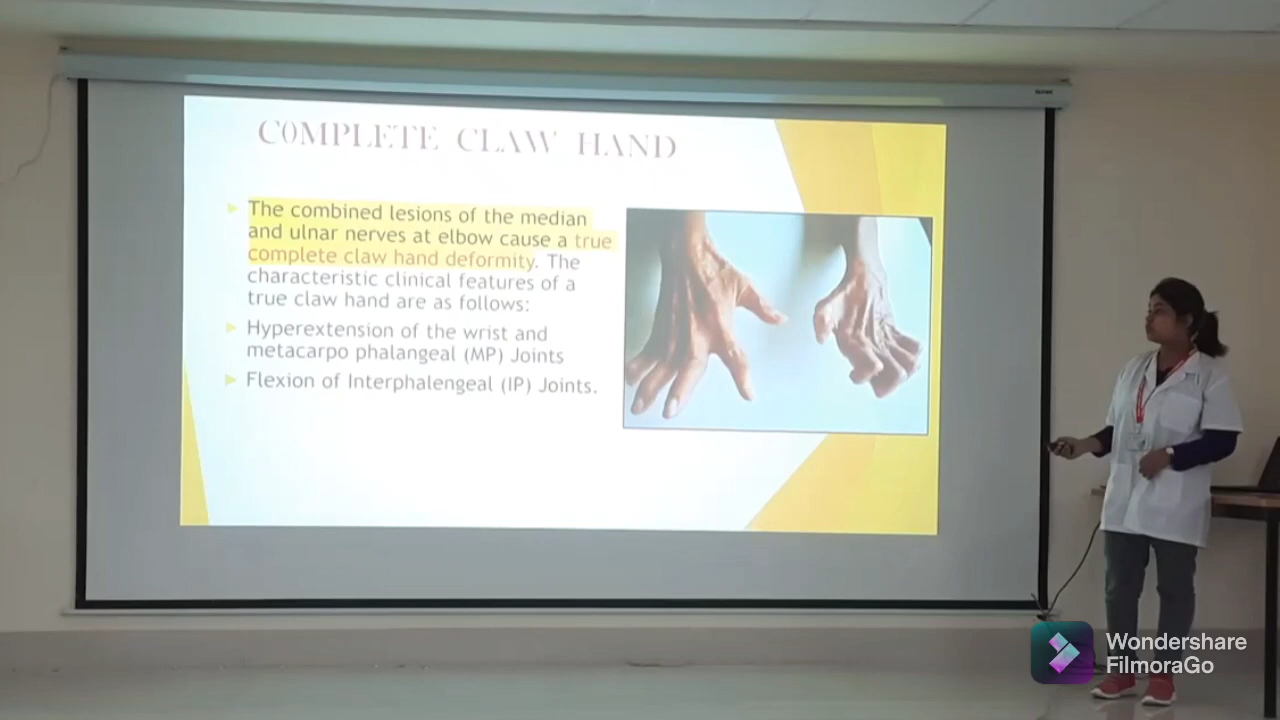 COMPLETE CLAW HAND
The combined lesions of the median
and ulnar nerves at elbow cause a true
complete claw hand deformity. The
characteristic clinical features of a
true claw hand are as follows:
Hyperextension of the wrist and
metacarpo phalangeal (MP) Joints
Flexion of Interphalengeal (IP) Joints.
Wondershare
FilmoraGo